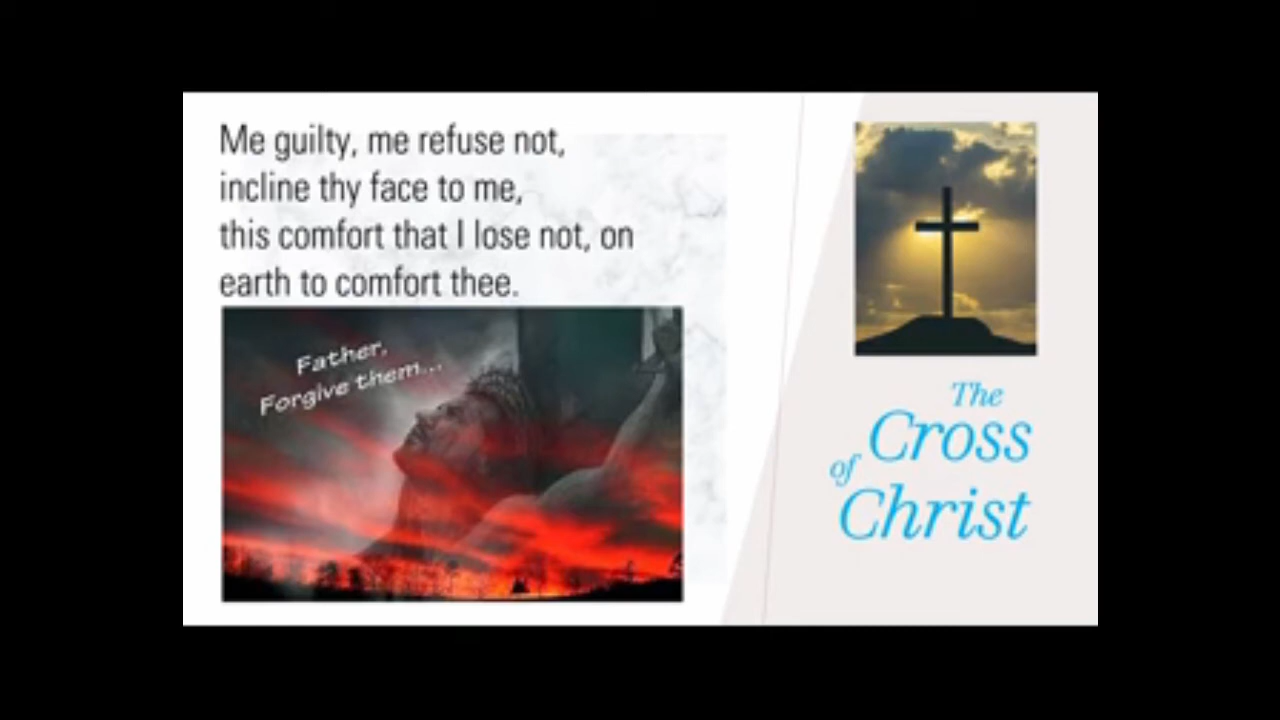 Me guilty, me refuse not,
incline thy face to me,
this comfort that I lose not, on
earth to comfort thee.
Father,
Forgive them...
The
Cross
of
Christ